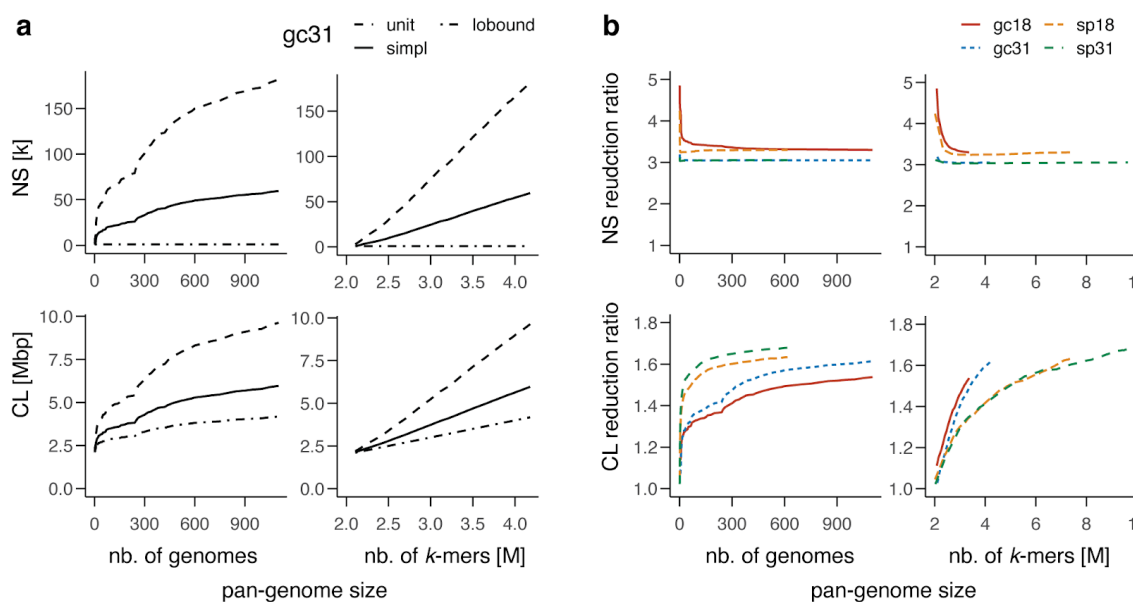 a
gc31
unit
lobound
simpl
NS [k]
150
100
50
0
0 300 600 900
150
100
50
0
2.0 2.5 3.0 3.5 4.0
CL [Mbp]
10.0
7.5
5.0
2.5
0.0
0 300 600 900
nb. of genomes
10.0
7.5
5.0
2.5
0.0
2.0 2.5 3.0 3.5 4.0
nb. of k-mers [M]
pan-genome size
b
gc18
sp18
gc31
sp31
NS reudction ratio
5
4
3
2
1
0 300 600 900
5
4
3
2
1
2 4 6 8 1
CL reduction ratio
1.8
1.6
1.4
1.2
1.0
0 300 600 900
nb. of genomes
1.8
1.6
1.4
1.2
1.0
2 4 6 8 1
nb. of k-mers [M]
pan-genome size